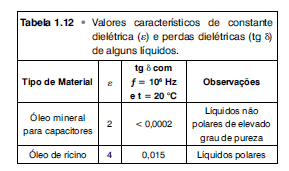 Tabela 1.12 • Valores característicos de constante
dielétrica (ε) e perdas dielétricas (tg δ)
de alguns líquidos.
Tipo de Material
ε
tg δ com
f = 10⁶ Hz
e t = 20 °C
Observações
Óleo mineral
para capacitores
2
< 0,0002
Líquidos não
polares de elevado
grau de pureza
Óleo de rícino
4
0,015
Líquidos polares